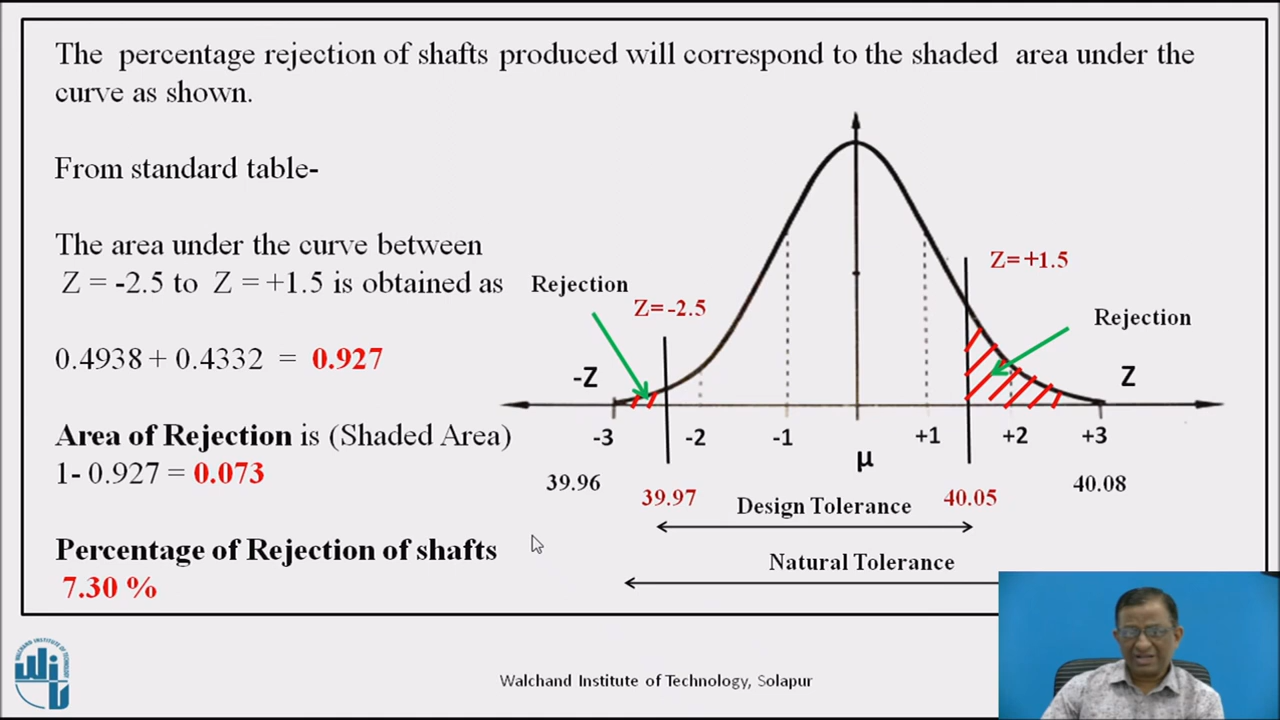 The percentage rejection of shafts produced will correspond to the shaded area under the
curve as shown.
From standard table-
The area under the curve between
Z = -2.5 to Z = +1.5 is obtained as
0.4938 + 0.4332 = 0.927
Area of Rejection is (Shaded Area)
1- 0.927 = 0.073
Percentage of Rejection of shafts
7.30 %
Rejection
Z= -2.5
Z= +1.5
Rejection
-Z
Z
-3 -2 -1 +1 +2 +3
μ
39.96
39.97
40.05
40.08
Design Tolerance
Natural Tolerance
Walchand Institute of Technology, Solapur